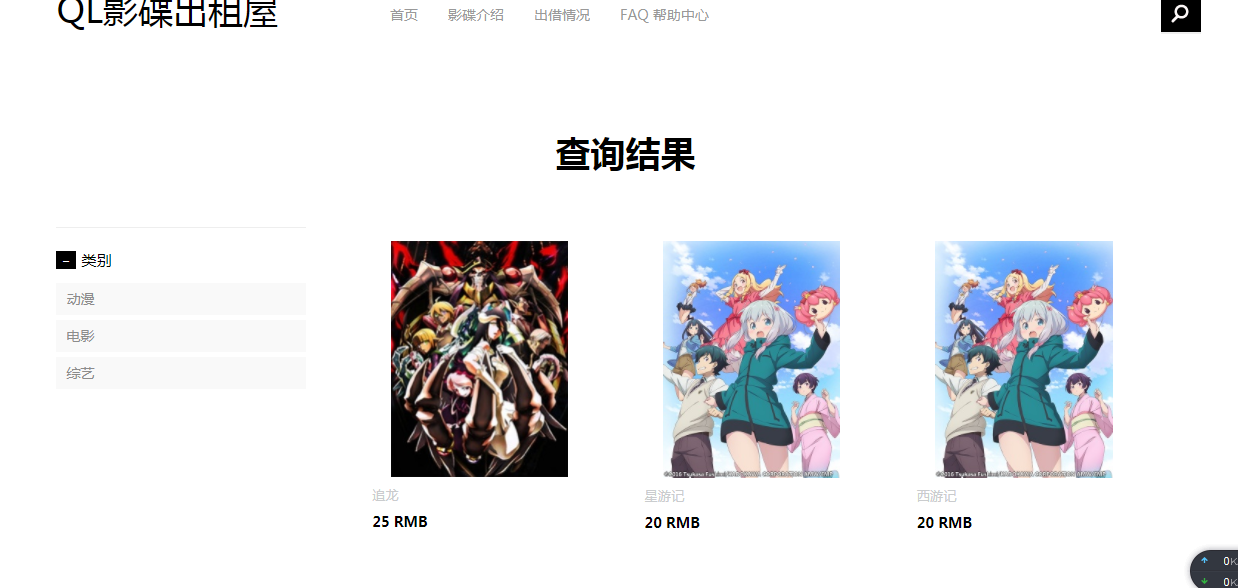 QL影碟出租屋
首页 影碟介绍 出借情况 FAQ 帮助中心
查询结果
类别
动漫
电影
综艺
追龙
25 RMB
星游记
20 RMB
西游记
20 RMB
0K
0K